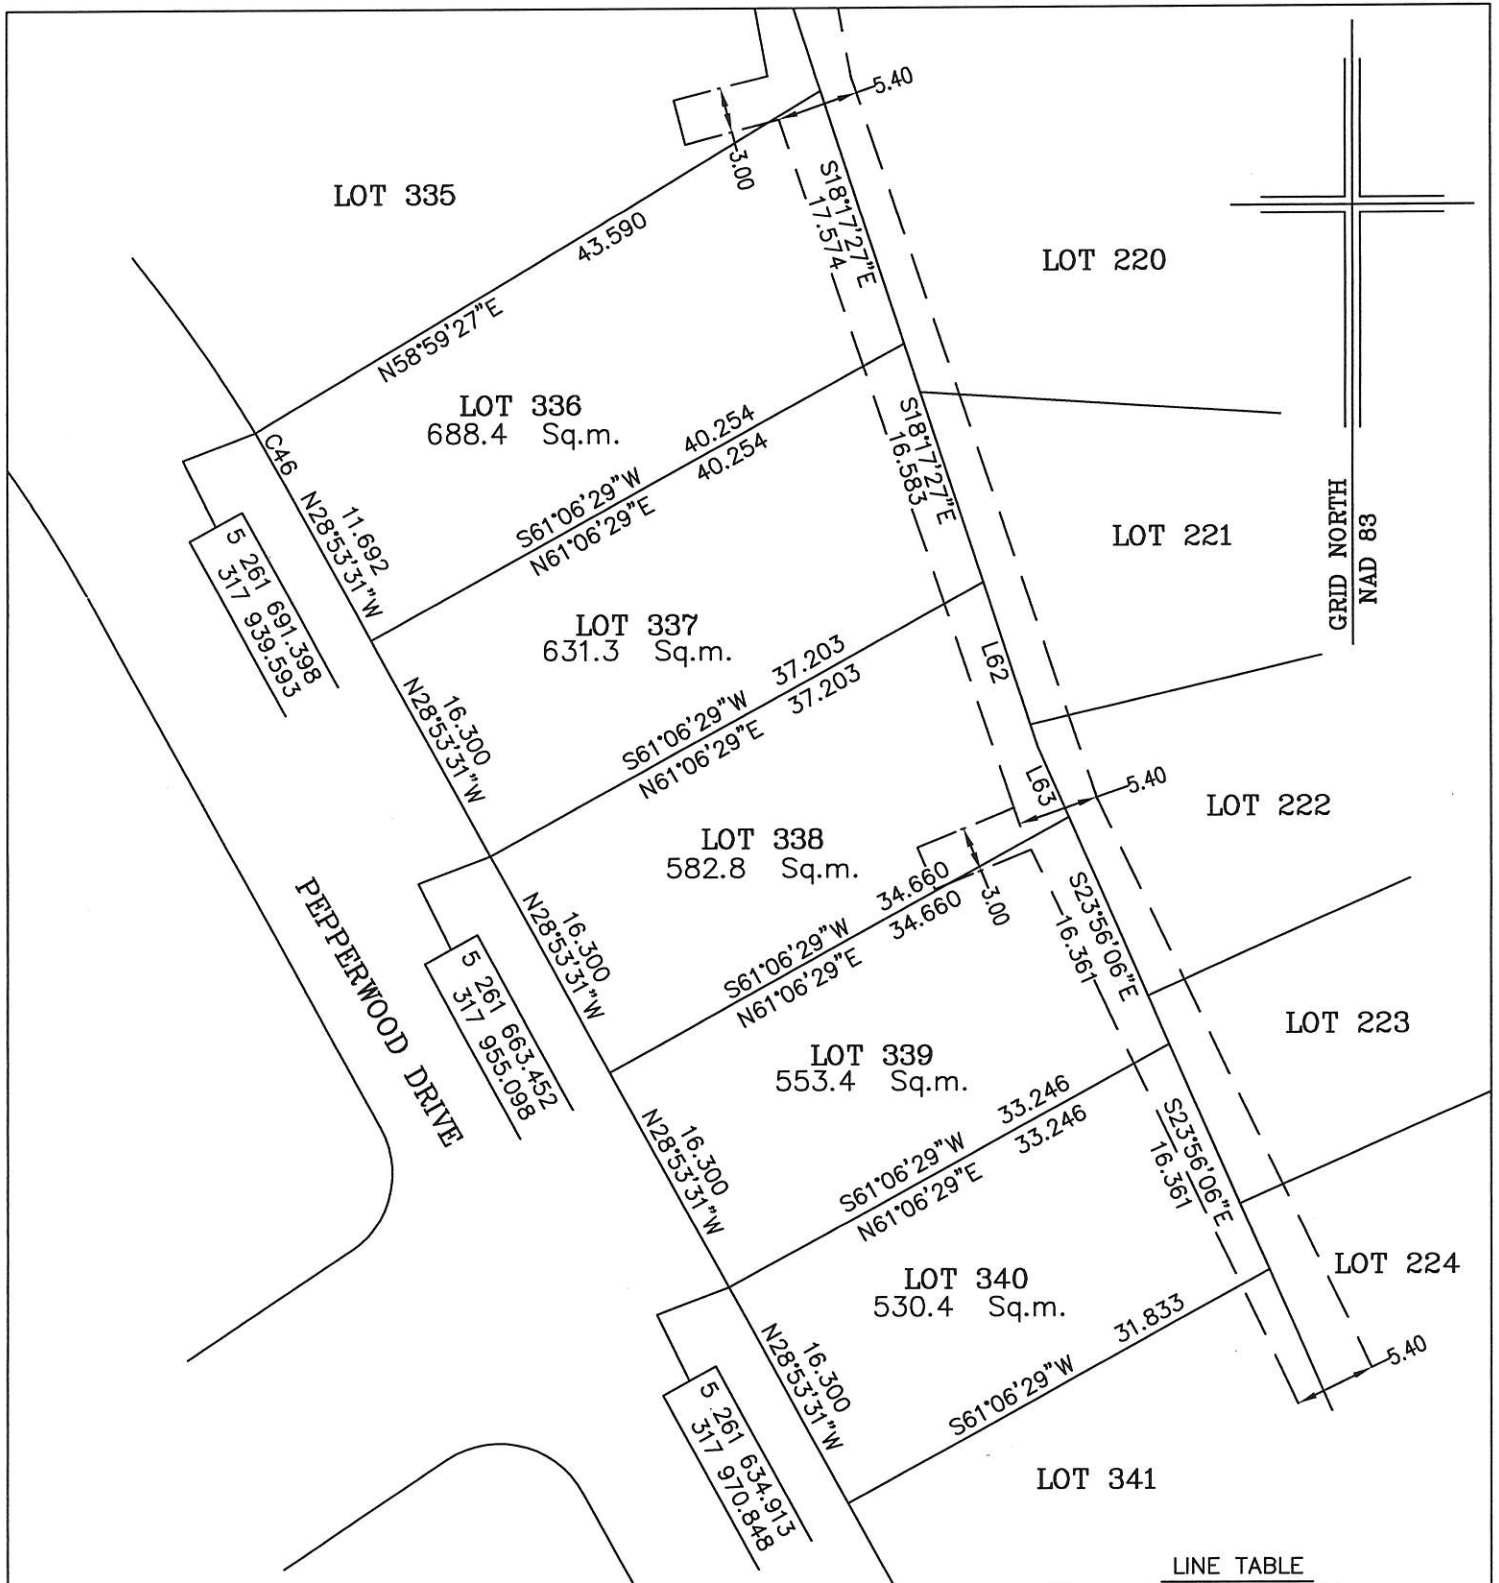 5.40
3.00
LOT 335
43.590
N58°59'27"E
S18°17'27"E
17.574
LOT 220
LOT 336
688.4 Sq.m.
C46
11.692
N28°53'31"W
40.254
S61°06'29"W
40.254
N61°06'29"E
S18°17'27"E
16.583
LOT 221
GRID NORTH
NAD 83
5 261 691.398
317 939.593
LOT 337
631.3 Sq.m.
16.300
N28°53'31"W
37.203
S61°06'29"W
37.203
N61°06'29"E
L62
L63
5.40
LOT 222
LOT 338
582.8 Sq.m.
3.00
PEPPERWOOD DRIVE
5 261 663.452
317 955.098
16.300
N28°53'31"W
34.660
S61°06'29"W
34.660
N61°06'29"E
S23°56'06"E
16.361
LOT 223
LOT 339
553.4 Sq.m.
16.300
N28°53'31"W
33.246
S61°06'29"W
33.246
N61°06'29"E
S23°56'06"E
16.361
LOT 224
LOT 340
530.4 Sq.m.
5.40
5 261 634.913
317 970.848
16.300
N28°53'31"W
31.833
S61°06'29"W
LOT 341
LINE TABLE